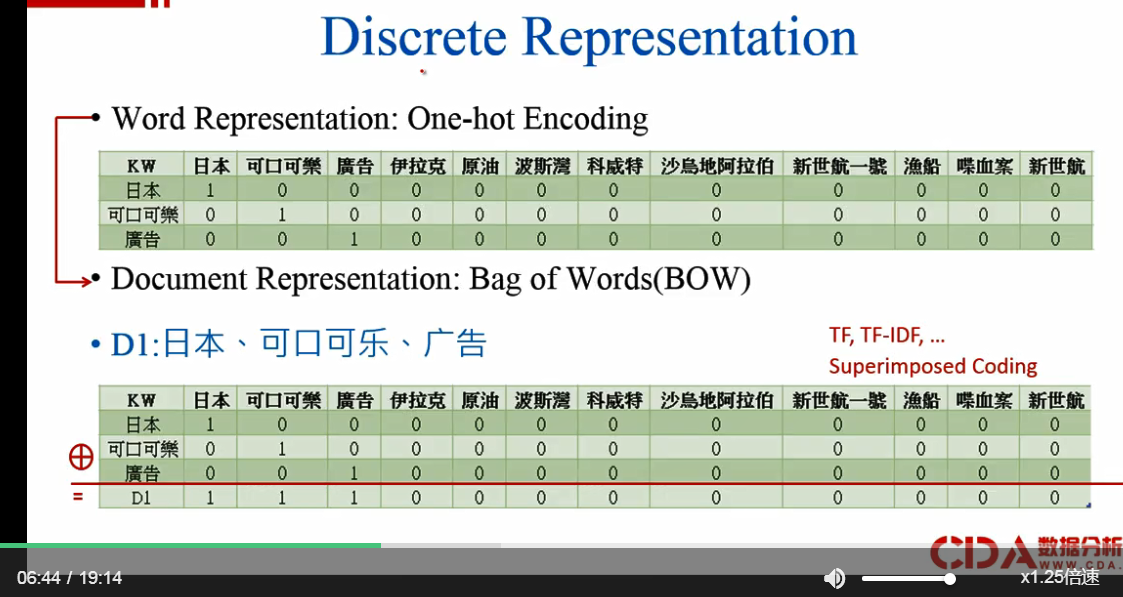 Discrete Representation
• Word Representation: One-hot Encoding
KW 日本 可口可樂 廣告 伊拉克 原油 波斯灣 科威特 沙烏地阿拉伯 新世航一號 漁船 喋血案 新世航
日本 1 0 0 0 0 0 0 0 0 0 0 0
可口可樂 0 1 0 0 0 0 0 0 0 0 0 0
廣告 0 0 1 0 0 0 0 0 0 0 0 0
• Document Representation: Bag of Words(BOW)
• D1:日本、可口可乐、广告
TF, TF-IDF, ...
Superimposed Coding
KW 日本 可口可樂 廣告 伊拉克 原油 波斯灣 科威特 沙烏地阿拉伯 新世航一號 漁船 喋血案 新世航
日本 1 0 0 0 0 0 0 0 0 0 0 0
⊕ 可口可樂 0 1 0 0 0 0 0 0 0 0 0 0
廣告 0 0 1 0 0 0 0 0 0 0 0 0
= D1 1 1 1 0 0 0 0 0 0 0 0 0
CDA 数据分析
WWW.CDA.
06:44 / 19:14
x1.25倍速